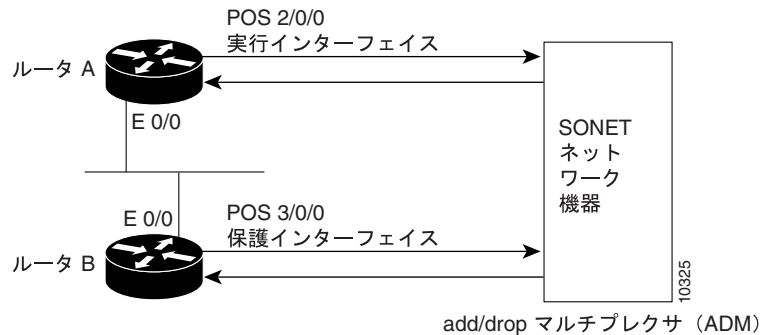 POS 2/0/0
実行インターフェイス
ルータ A
E 0/0
SONET
ネット
ワーク
機器
E 0/0
POS 3/0/0
保護インターフェイス
ルータ B
10325
add/drop マルチプレクサ（ADM）